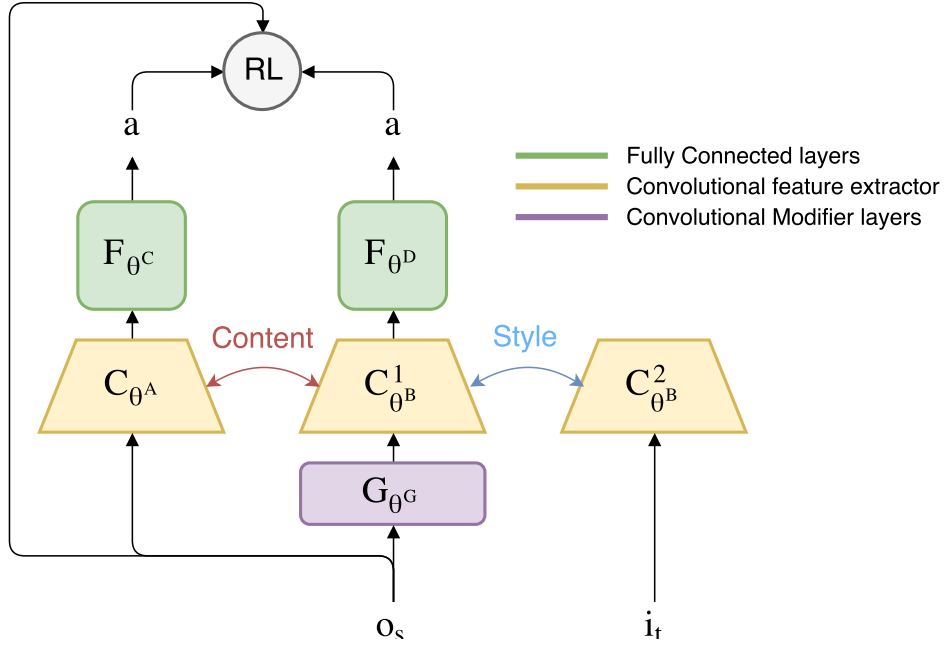 RL
a a
Fully Connected layers
Convolutional feature extractor
Convolutional Modifier layers
F_θ^C F_θ^D
Content Style
C_θ^A C^1_θ^B C^2_θ^B
G_θ^G
o_s i_t